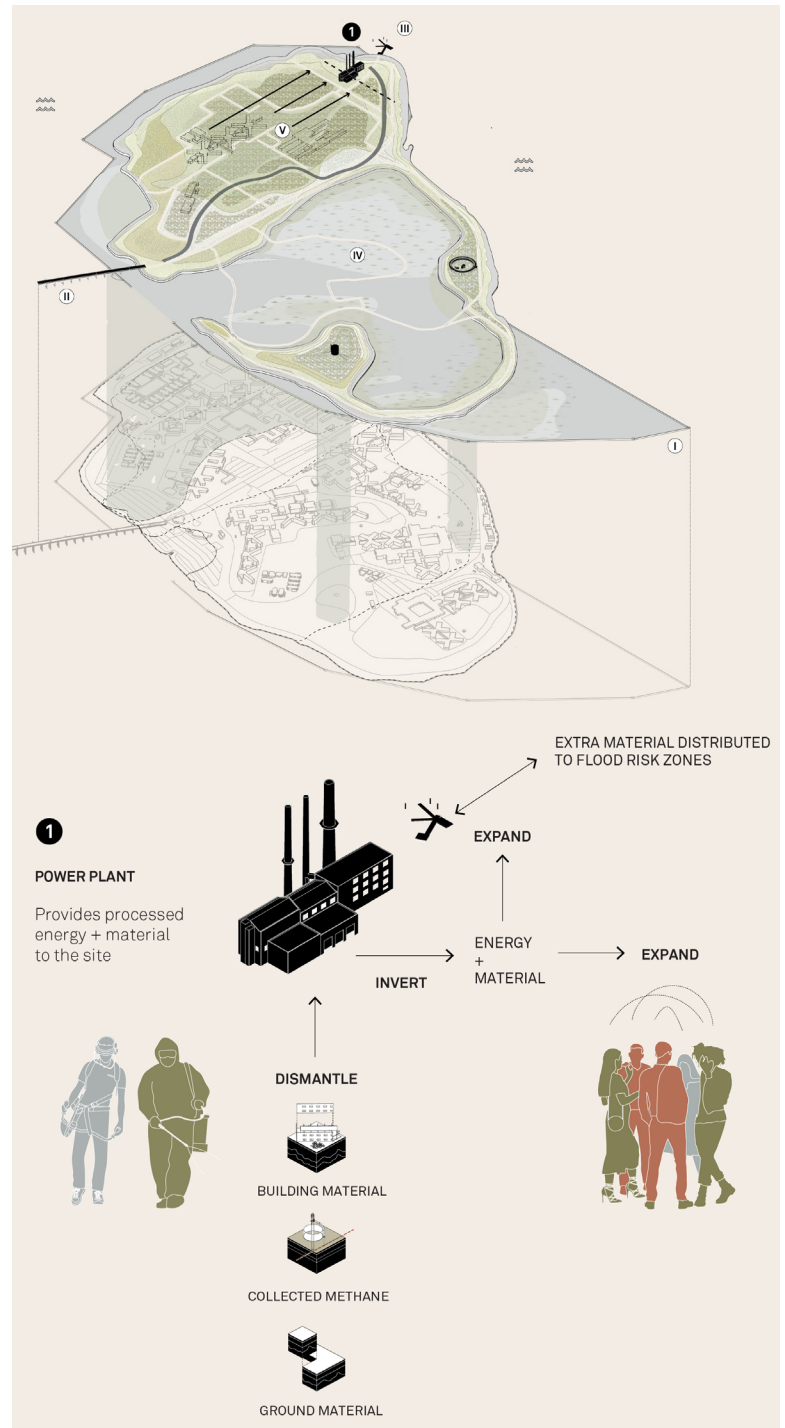 1
III
V
IV
II
I
EXTRA MATERIAL DISTRIBUTED
TO FLOOD RISK ZONES
1
EXPAND
POWER PLANT
Provides processed
energy + material
to the site
ENERGY
+
MATERIAL
EXPAND
INVERT
DISMANTLE
BUILDING MATERIAL
COLLECTED METHANE
GROUND MATERIAL